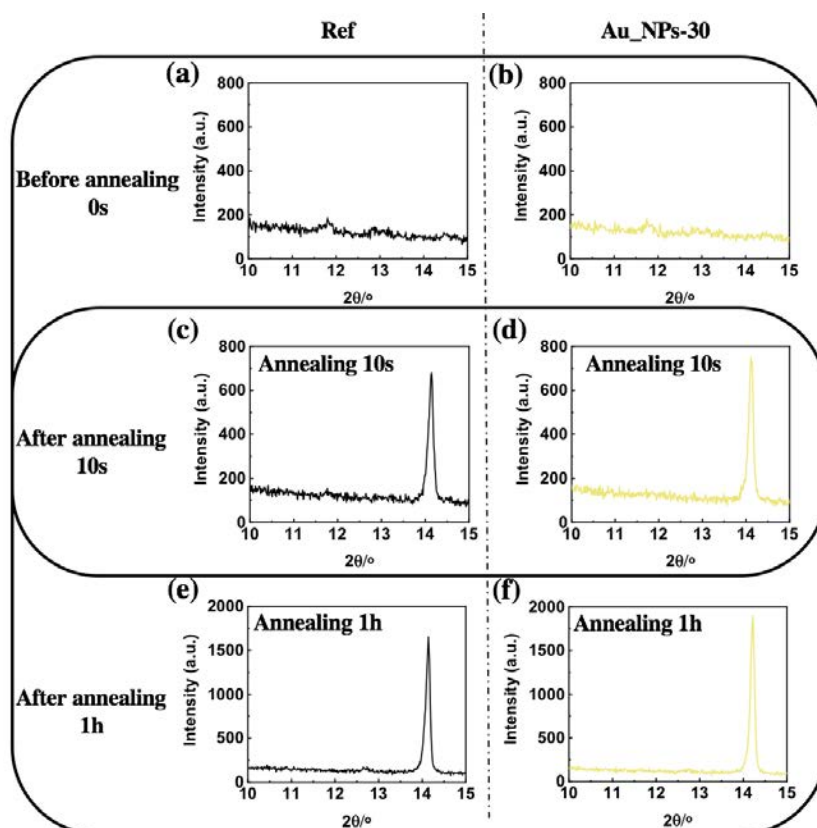 Ref
Au_NPs-30
Before annealing
0s
(a)
Intensity (a.u.)
800
600
400
200
0
10 11 12 13 14 15
2θ/°
(b)
Intensity (a.u.)
800
600
400
200
0
10 11 12 13 14 15
2θ/°
After annealing
10s
(c)
Annealing 10s
Intensity (a.u.)
800
600
400
200
0
10 11 12 13 14 15
2θ/°
(d)
Annealing 10s
Intensity (a.u.)
800
600
400
200
0
10 11 12 13 14 15
2θ/°
After annealing
1h
(e)
Annealing 1h
Intensity (a.u.)
2000
1500
1000
500
0
10 11 12 13 14 15
2θ/°
(f)
Annealing 1h
Intensity (a.u.)
2000
1500
1000
500
0
10 11 12 13 14 15
2θ/°